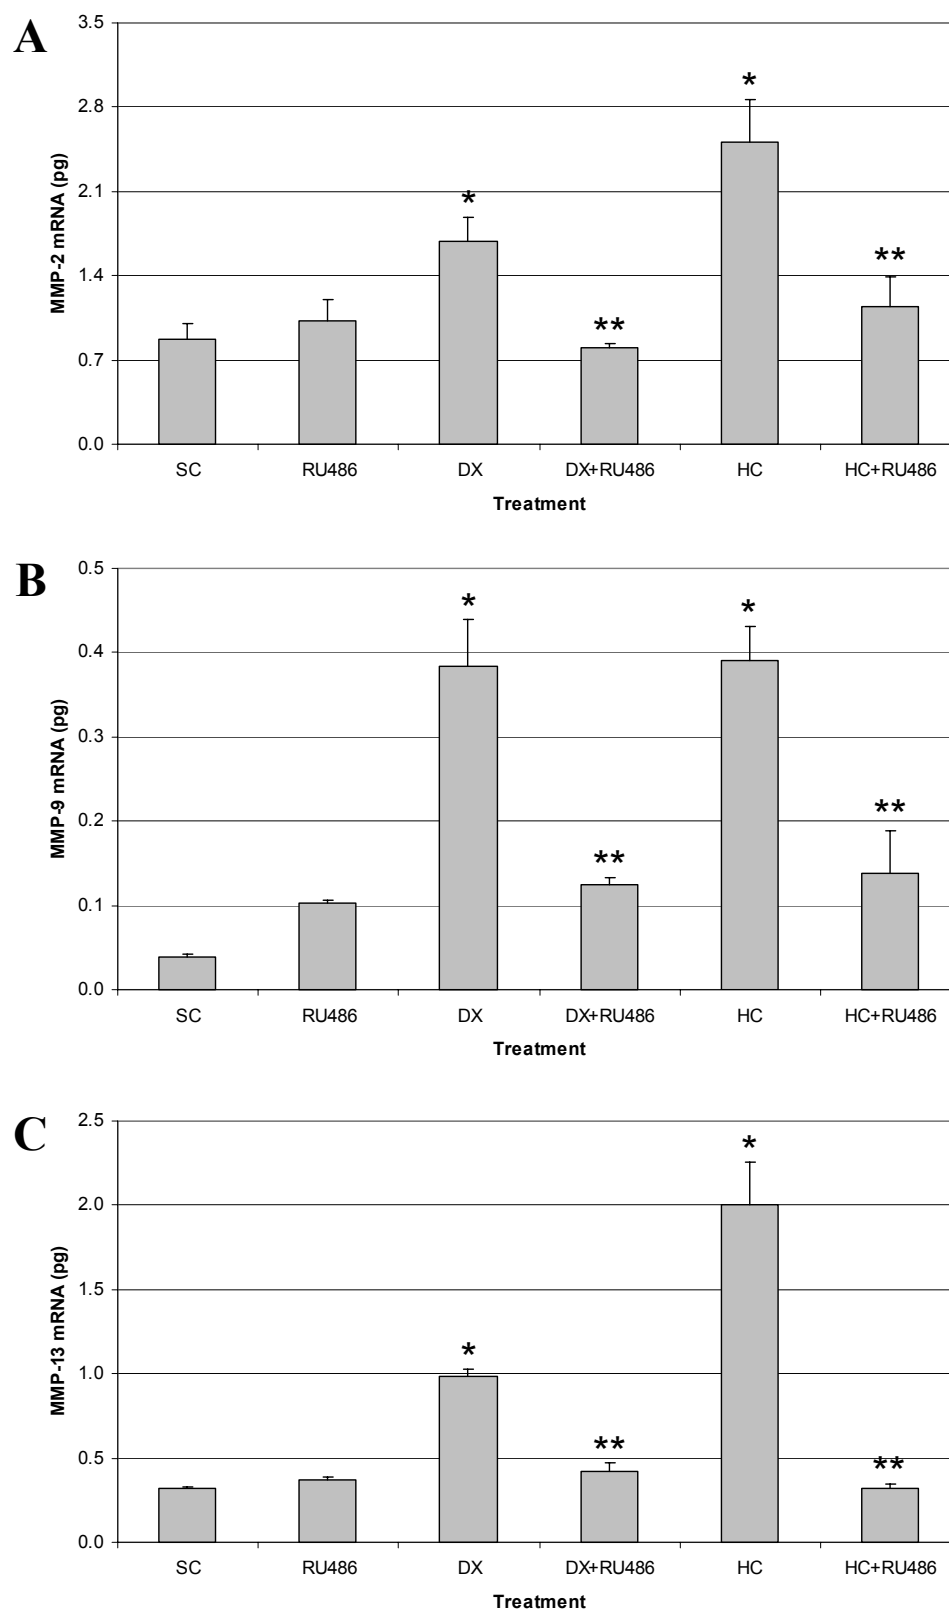 A
3.5
2.8
2.1
1.4
0.7
0.0
MMP-2 mRNA (pg)
*
**
*
**
SC RU486 DX DX+RU486 HC HC+RU486
Treatment
B
0.5
0.4
0.3
0.2
0.1
0.0
MMP-9 mRNA (pg)
*
**
*
**
SC RU486 DX DX+RU486 HC HC+RU486
Treatment
C
2.5
2.0
1.5
1.0
0.5
0.0
MMP-13 mRNA (pg)
*
**
*
**
SC RU486 DX DX+RU486 HC HC+RU486
Treatment